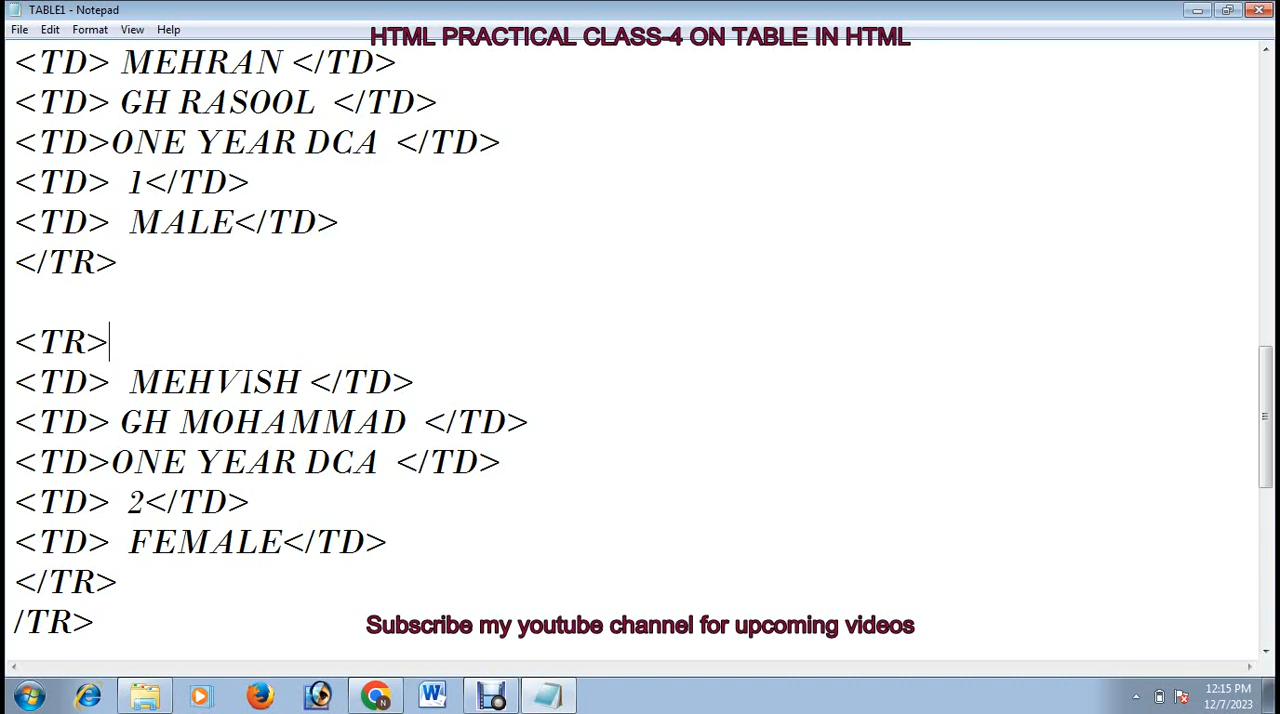 TABLE1 - Notepad
File Edit Format View Help
HTML PRACTICAL CLASS-4 ON TABLE IN HTML
<TD> MEHRAN </TD>
<TD> GH RASOOL </TD>
<TD>ONE YEAR DCA </TD>
<TD> 1</TD>
<TD> MALE</TD>
</TR>
<TR>
<TD> MEHVISH </TD>
<TD> GH MOHAMMAD </TD>
<TD>ONE YEAR DCA </TD>
<TD> 2</TD>
<TD> FEMALE</TD>
</TR>
/TR>
Subscribe my youtube channel for upcoming videos
12:15 PM
12/7/2023